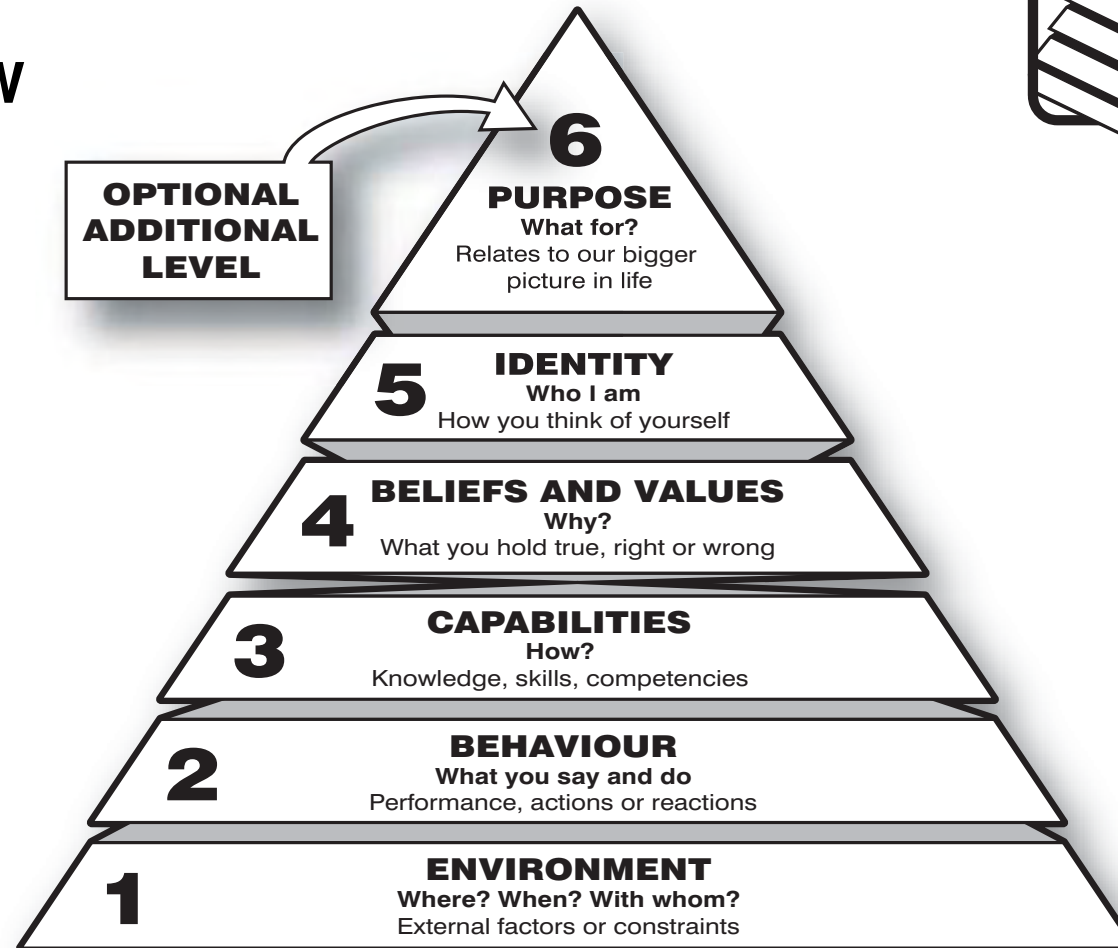 OPTIONAL
ADDITIONAL
LEVEL
6
PURPOSE
What for?
Relates to our bigger
picture in life
5
IDENTITY
Who I am
How you think of yourself
4
BELIEFS AND VALUES
Why?
What you hold true, right or wrong
3
CAPABILITIES
How?
Knowledge, skills, competencies
2
BEHAVIOUR
What you say and do
Performance, actions or reactions
1
ENVIRONMENT
Where? When? With whom?
External factors or constraints